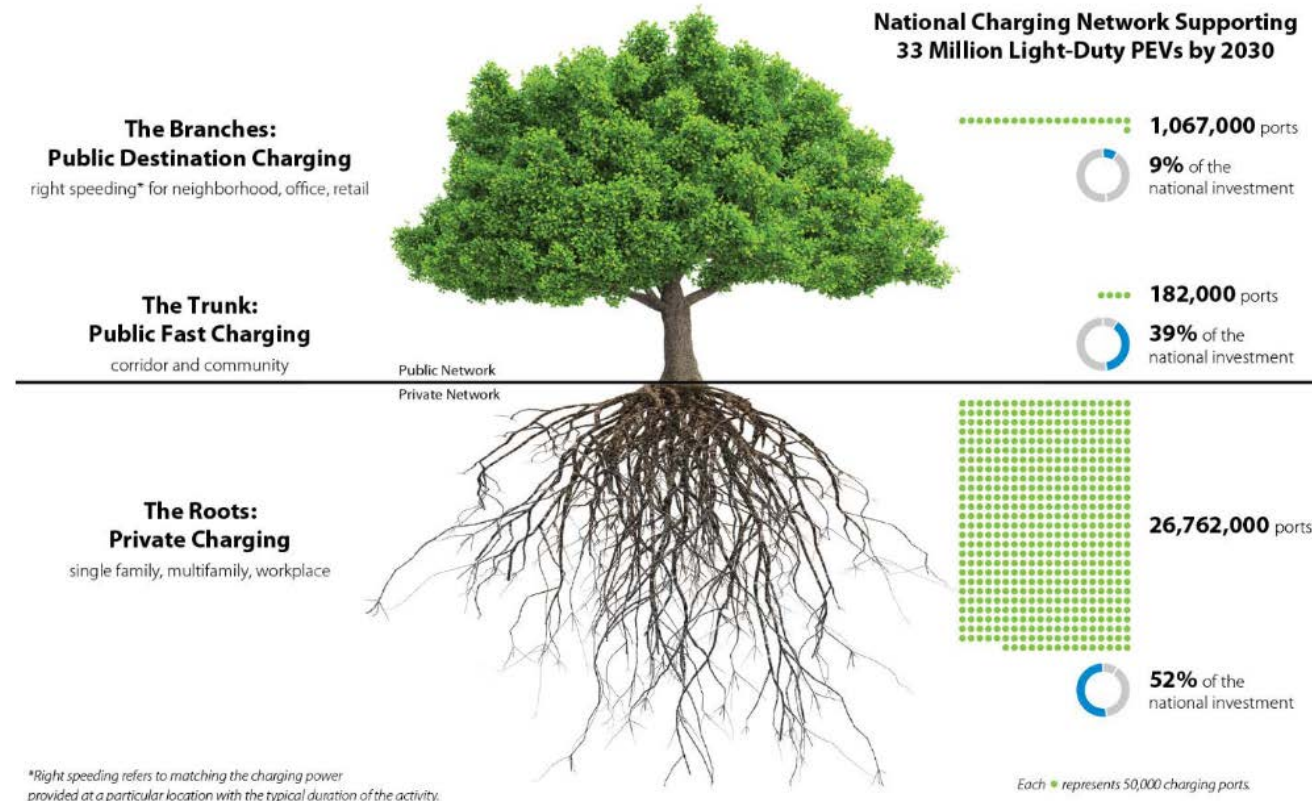 National Charging Network Supporting
33 Million Light-Duty PEVs by 2030
The Branches:
Public Destination Charging
right speeding* for neighborhood, office, retail
1,067,000 ports
9% of the
national investment
The Trunk:
Public Fast Charging
corridor and community
182,000 ports
39% of the
national investment
Public Network
Private Network
The Roots:
Private Charging
single family, multifamily, workplace
26,762,000 ports
52% of the
national investment
*Right speeding refers to matching the charging power
provided at a particular location with the typical duration of the activity.
Each ● represents 50,000 charging ports.